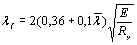 λ_f = 2(0,36 + 0,1λ̄)√(E/R_y)